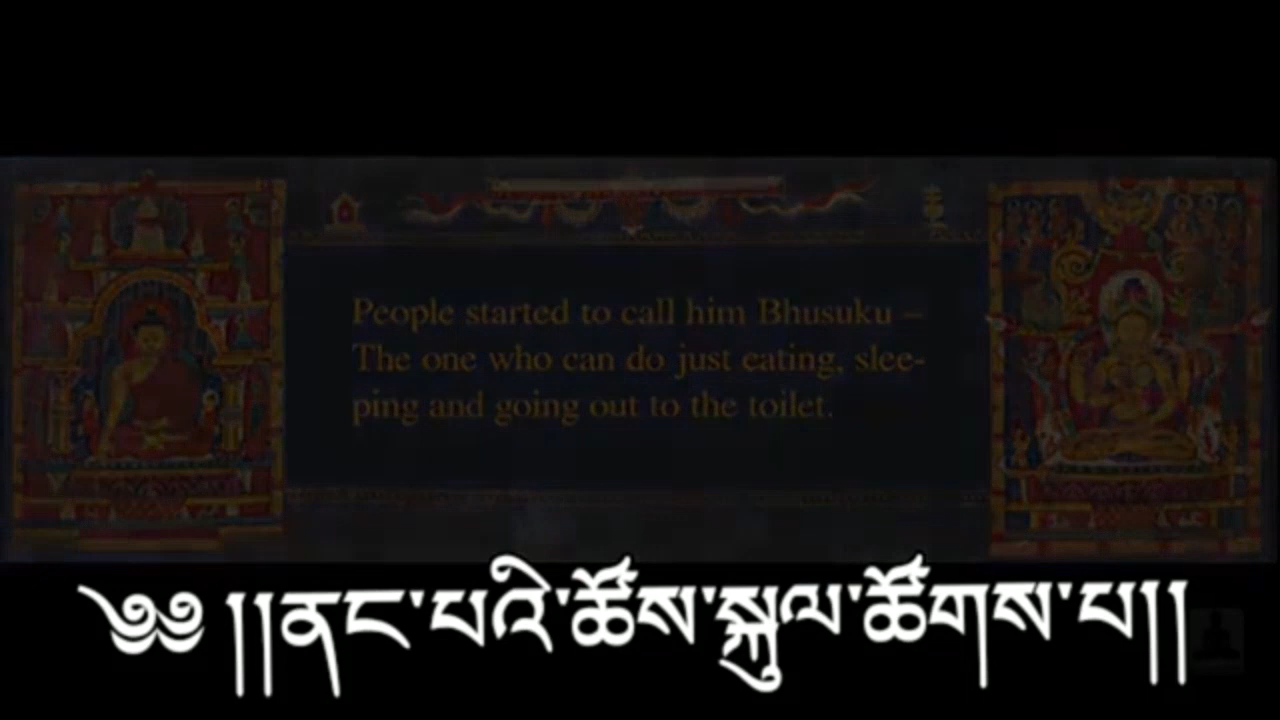 People started to call him Bhusuku –
The one who can do just eating, slee-
ping and going out to the toilet.
༄༅ །།ནང་པའི་ཆོས་སྐུལ་ཚོགས་པ།།